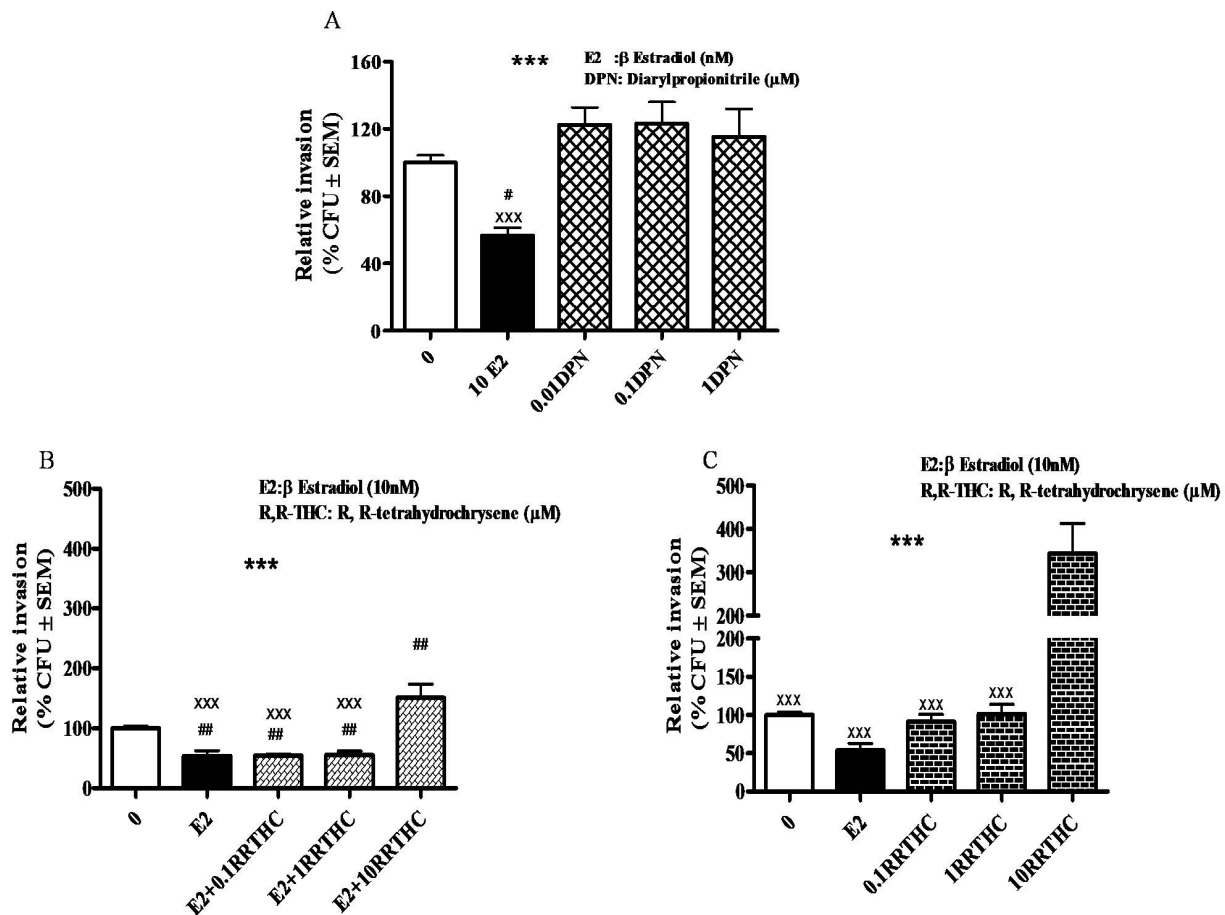 A
160
120
80
40
0
Relative invasion
(% CFU ± SEM)
***
E2 :β Estradiol (nM)
DPN: Diarylpropionitrile (µM)
#
XXX
0
10 E2
0.01DPN
0.1DPN
1DPN
B
500
400
300
200
100
0
Relative invasion
(% CFU ± SEM)
E2:β Estradiol (10nM)
R,R-THC: R, R-tetrahydrochrysene (µM)
***
##
XXX XXX XXX
## ## ##
0
E2
E2+0.1RRTHC
E2+1RRTHC
E2+10RRTHC
C
500
400
300
200
200
150
100
50
0
Relative invasion
(% CFU ± SEM)
E2:β Estradiol (10nM)
R,R-THC: R, R-tetrahydrochrysene (µM)
***
XXX XXX XXX XXX
0
E2
0.1RRTHC
1RRTHC
10RRTHC